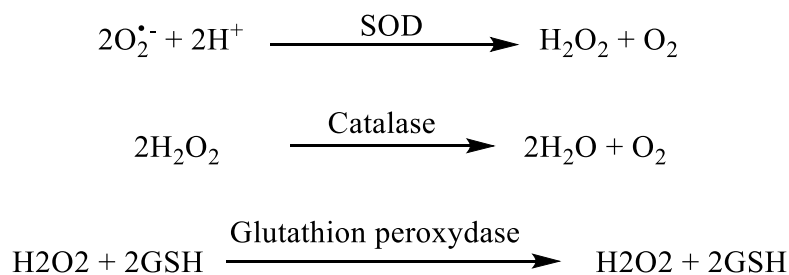 2O₂•⁻ + 2H⁺ SOD H₂O₂ + O₂
2H₂O₂ Catalase 2H₂O + O₂
H2O2 + 2GSH Glutathion peroxydase H2O2 + 2GSH